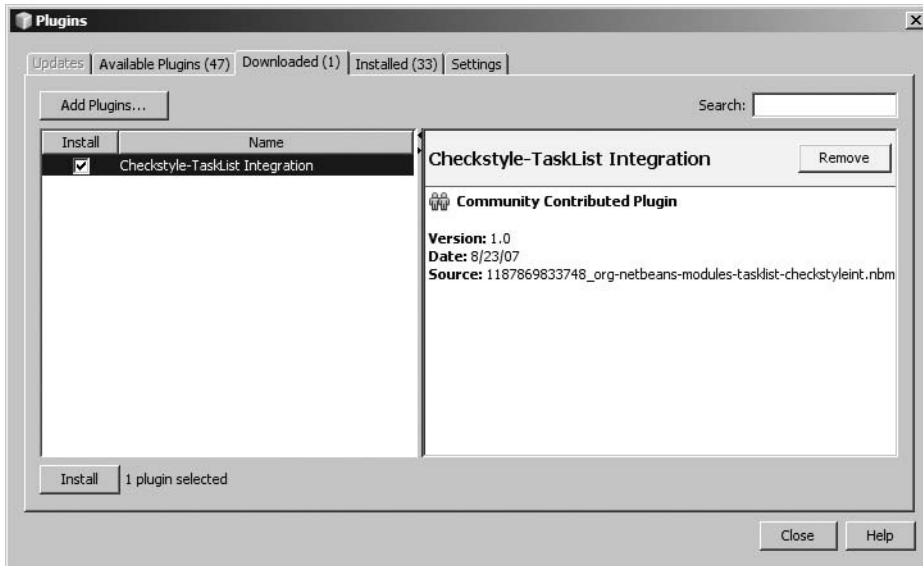 Plugins
Updates Available Plugins (47) Downloaded (1) Installed (33) Settings
Add Plugins... Search:
Install Name
Checkstyle-TaskList Integration
Checkstyle-TaskList Integration Remove
Community Contributed Plugin
Version: 1.0
Date: 8/23/07
Source: 1187869833748_org-netbeans-modules-tasklist-checkstyleint.nbm
Install 1 plugin selected
Close Help